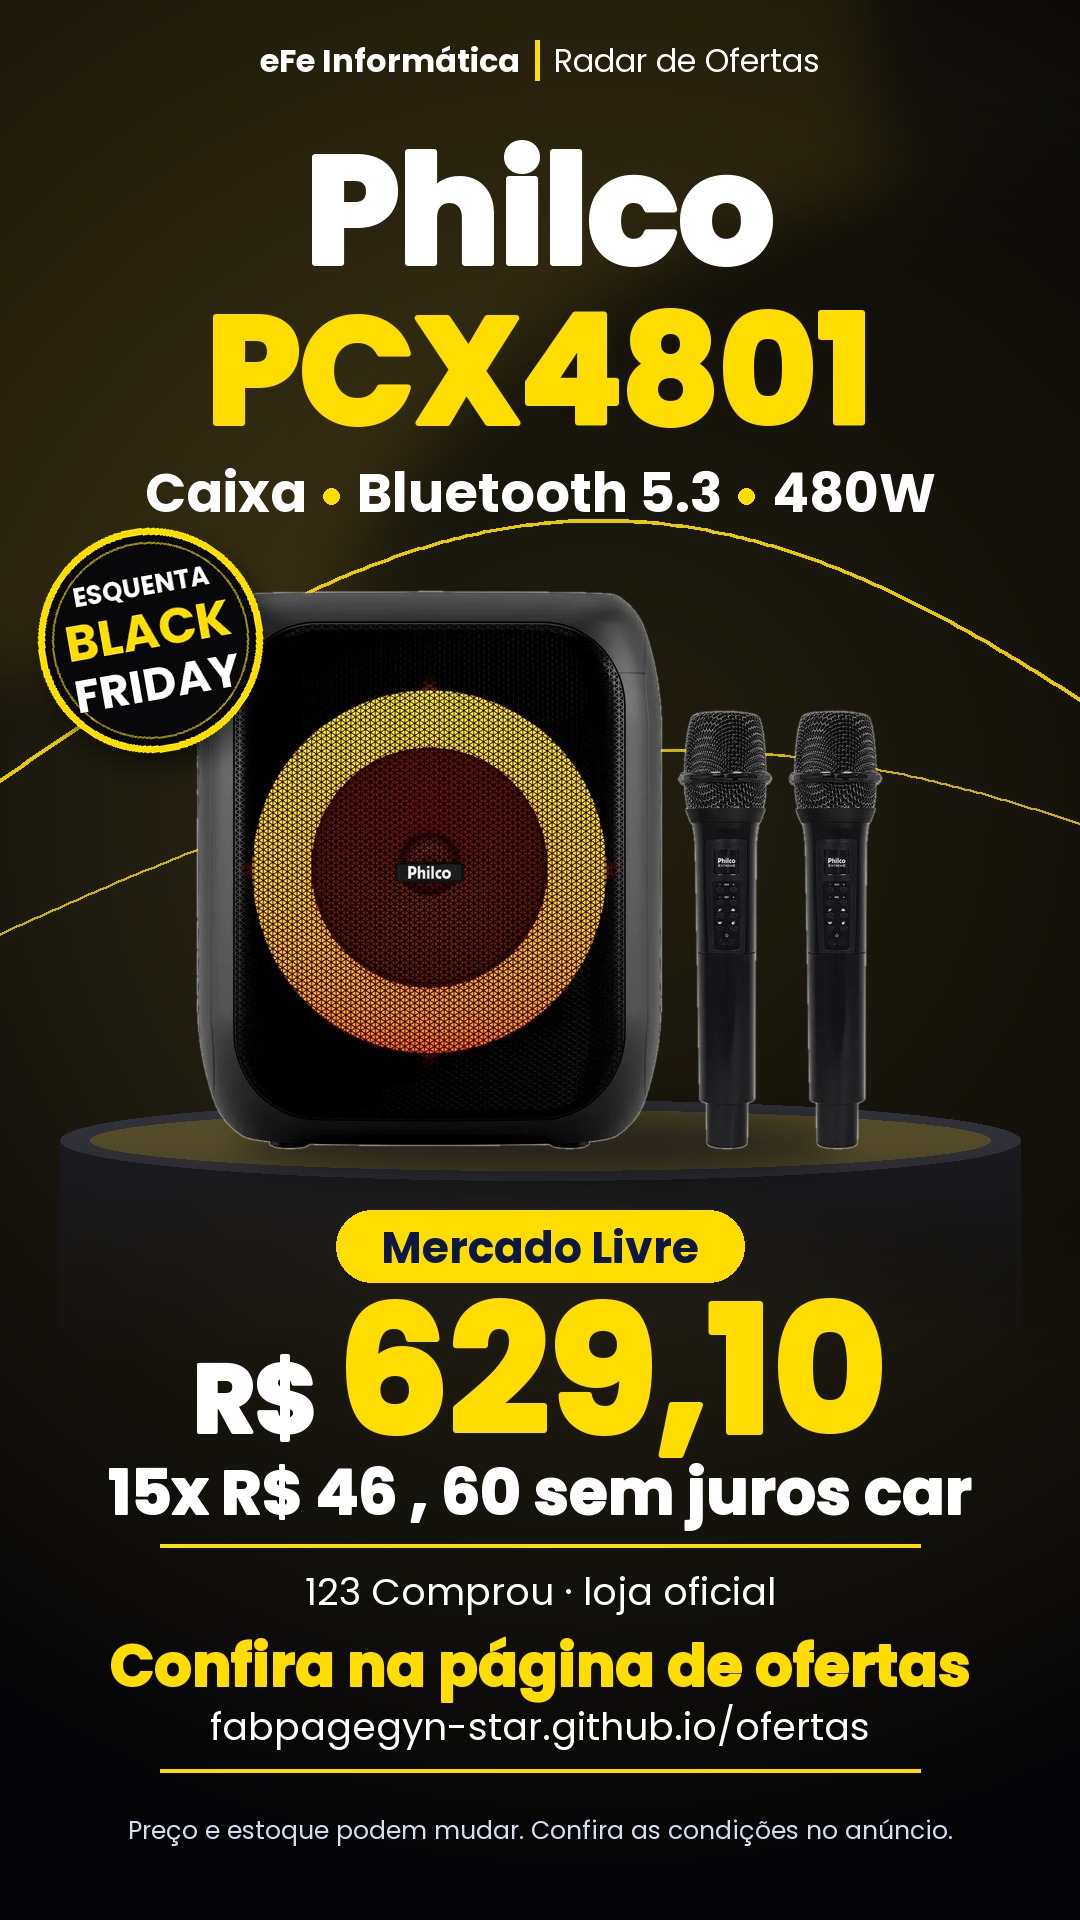 eFe Informática | Radar de Ofertas
Philco
PCX4801
Caixa • Bluetooth 5.3 • 480W
ESQUENTA
BLACK
FRIDAY
Philco
Philco
Philco
Mercado Livre
R$ 629,10
15x R$ 46 , 60 sem juros car
123 Comprou · loja oficial
Confira na página de ofertas
fabpagegyn-star.github.io/ofertas
Preço e estoque podem mudar. Confira as condições no anúncio.